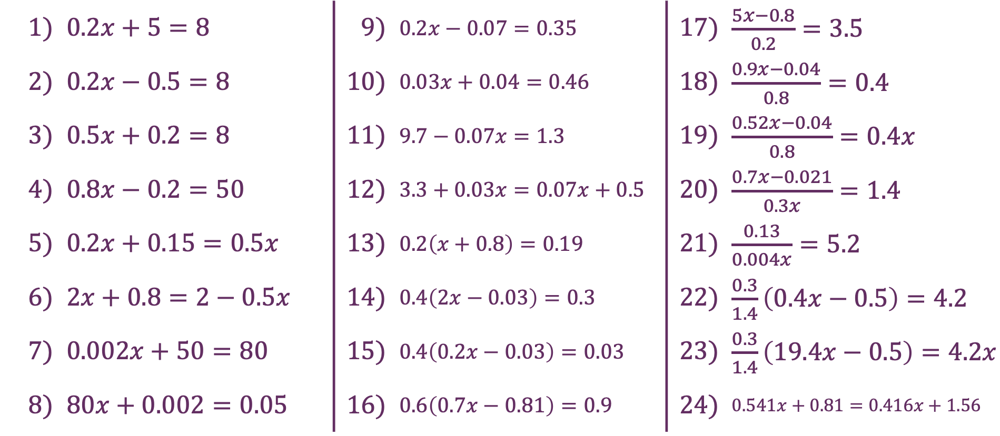 1) 0.2x + 5 = 8
2) 0.2x − 0.5 = 8
3) 0.5x + 0.2 = 8
4) 0.8x − 0.2 = 50
5) 0.2x + 0.15 = 0.5x
6) 2x + 0.8 = 2 − 0.5x
7) 0.002x + 50 = 80
8) 80x + 0.002 = 0.05
9) 0.2x − 0.07 = 0.35
10) 0.03x + 0.04 = 0.46
11) 9.7 − 0.07x = 1.3
12) 3.3 + 0.03x = 0.07x + 0.5
13) 0.2(x + 0.8) = 0.19
14) 0.4(2x − 0.03) = 0.3
15) 0.4(0.2x − 0.03) = 0.03
16) 0.6(0.7x − 0.81) = 0.9
17) (5x−0.8)/0.2 = 3.5
18) (0.9x−0.04)/0.8 = 0.4
19) (0.52x−0.04)/0.8 = 0.4x
20) (0.7x−0.021)/0.3x = 1.4
21) 0.13/0.004x = 5.2
22) 0.3/1.4 (0.4x − 0.5) = 4.2
23) 0.3/1.4 (19.4x − 0.5) = 4.2x
24) 0.541x + 0.81 = 0.416x + 1.56